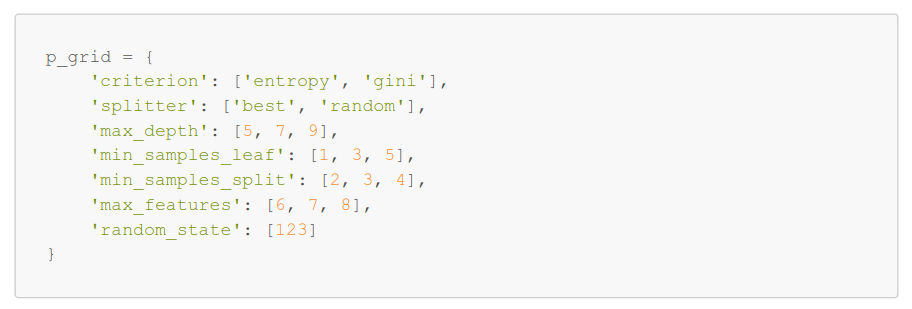 p_grid = {
    'criterion': ['entropy', 'gini'],
    'splitter': ['best', 'random'],
    'max_depth': [5, 7, 9],
    'min_samples_leaf': [1, 3, 5],
    'min_samples_split': [2, 3, 4],
    'max_features': [6, 7, 8],
    'random_state': [123]
}